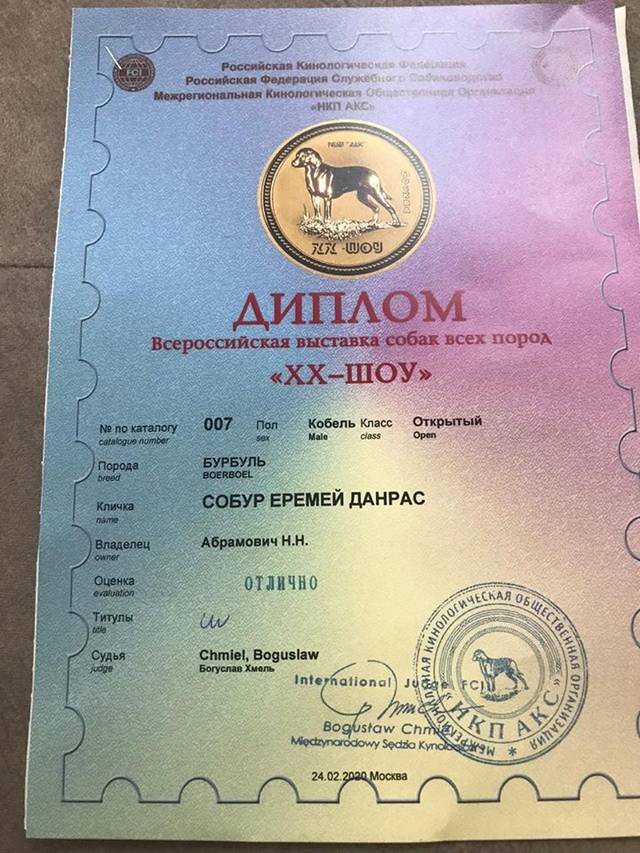 FCI
Российская Кинологическая Федерация
Российская Федерация Служебного Собаководства
Межрегиональная Кинологическая Общественная Организация
«НКП АКС»
НКП "АКС"
XX-ШОУ
ДИПЛОМ
Всероссийская выставка собак всех пород
«ХХ–ШОУ»
№ по каталогу 007 Пол Кобель Класс Открытый
catalogue number sex Male class Open
Порода БУРБУЛЬ
breed BOERBOEL
Кличка СОБУР ЕРЕМЕЙ ДАНРАС
name
Владелец Абрамович Н.Н.
owner
Оценка ОТЛИЧНО
evaluation
Титулы
title
Судья Chmiel, Boguslaw
judge Богуслав Хмель
International Judge FCI
Bogusław Chmiel
Międzynarodowy Sędzia
МЕЖРЕГИОНАЛЬНАЯ КИНОЛОГИЧЕСКАЯ ОБЩЕСТВЕННАЯ ОРГАНИЗАЦИЯ
"НКП АКС"
24.02.2020 Москва